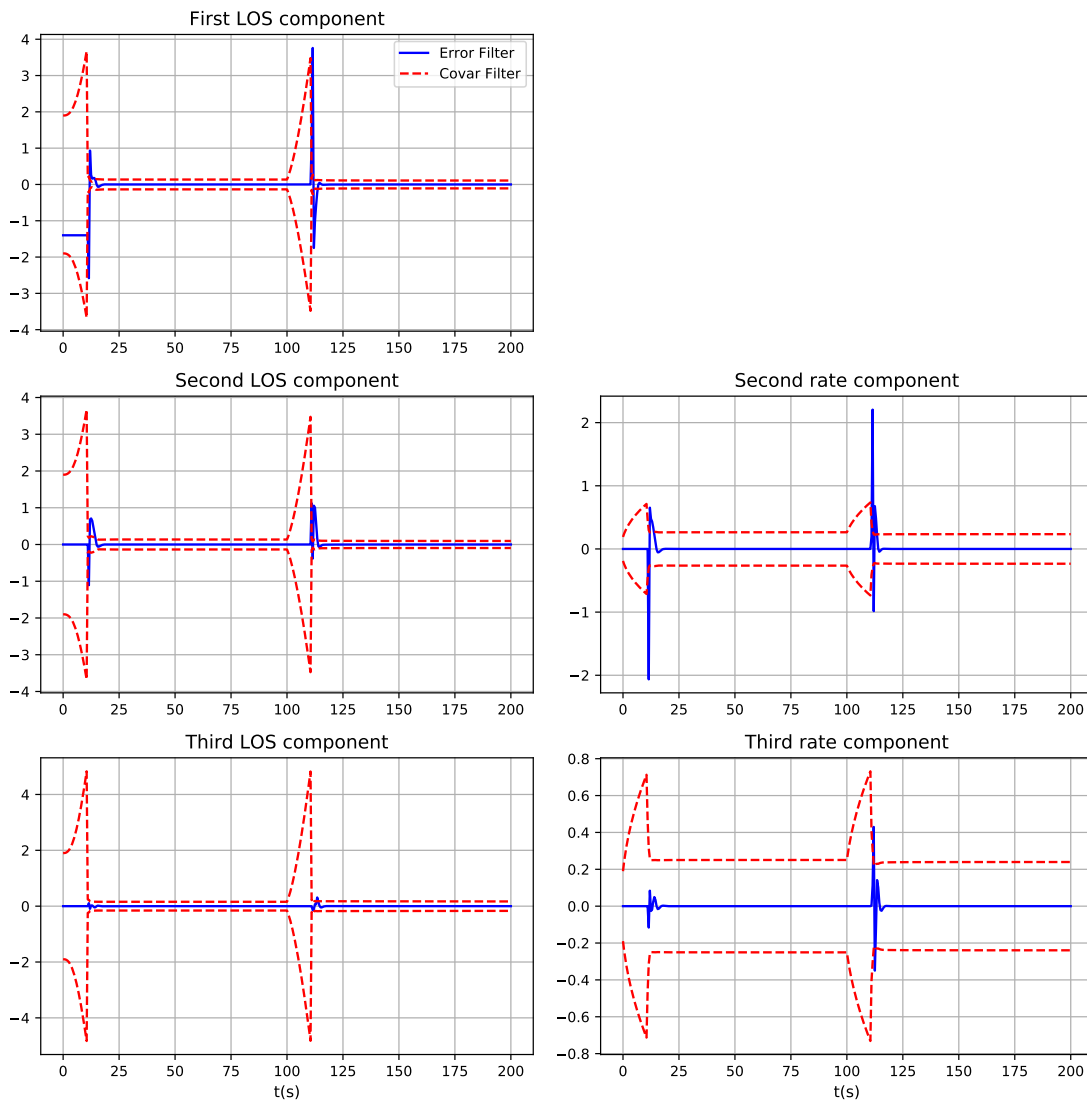 First LOS component
4
3
2
1
0
−1
−2
−3
−4
Error Filter
Covar Filter
0 25 50 75 100 125 150 175 200
Second LOS component
4
3
2
1
0
−1
−2
−3
−4
0 25 50 75 100 125 150 175 200
Second rate component
2
1
0
−1
−2
0 25 50 75 100 125 150 175 200
Third LOS component
4
2
0
−2
−4
0 25 50 75 100 125 150 175 200
t(s)
Third rate component
0.8
0.6
0.4
0.2
0.0
−0.2
−0.4
−0.6
−0.8
0 25 50 75 100 125 150 175 200
t(s)